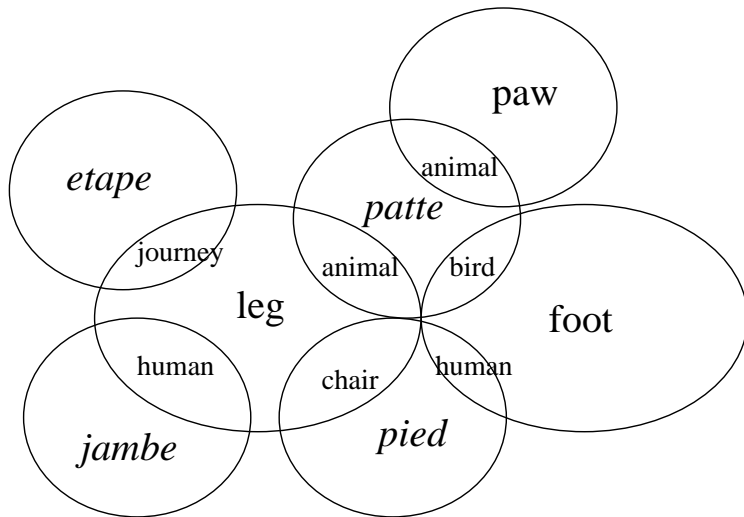 paw
animal
etape
patte
journey
animal
bird
leg
foot
human
chair
human
jambe
pied